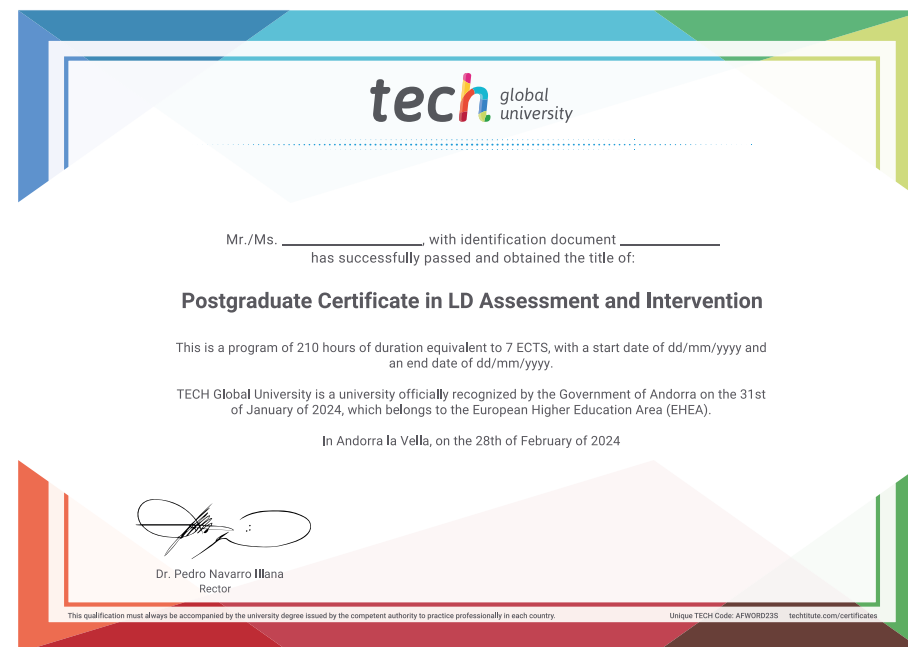 tech global university
Mr./Ms. ____________________, with identification document ______________
has successfully passed and obtained the title of:
Postgraduate Certificate in LD Assessment and Intervention
This is a program of 210 hours of duration equivalent to 7 ECTS, with a start date of dd/mm/yyyy and
an end date of dd/mm/yyyy.
TECH Global University is a university officially recognized by the Government of Andorra on the 31st
of January of 2024, which belongs to the European Higher Education Area (EHEA).
In Andorra la Vella, on the 28th of February of 2024
Dr. Pedro Navarro Illana
Rector
This qualification must always be accompanied by the university degree issued by the competent authority to practice professionally in each country.
Unique TECH Code: AFWORD23S techtitute.com/certificates